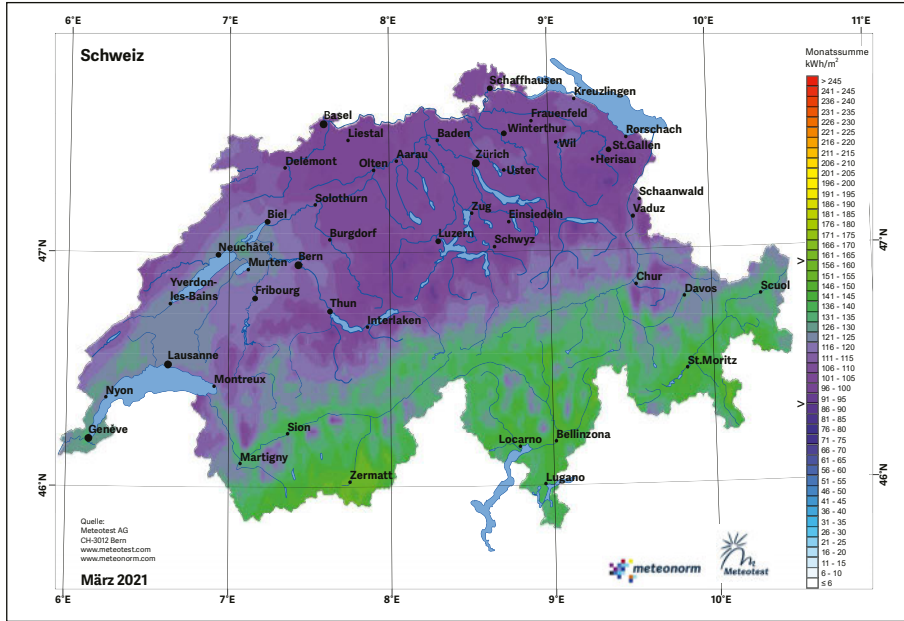 6°E 7°E 8°E 9°E 10°E 11°E
Schweiz
Monatssumme
kWh/m²
Schaffhausen
Kreuzlingen
Basel
Frauenfeld
Liestal
Baden
Winterthur
Rorschach
Wil
St.Gallen
Delémont
Olten
Aarau
Zürich
Herisau
Uster
Solothurn
Schaanwald
Biel
Zug
Einsiedeln
Vaduz
Neuchâtel
Burgdorf
Luzern
Schwyz
47°N
47°N
Murten
Bern
Chur
Yverdon-
les-Bains
Fribourg
Davos
Scuol
Thun
Interlaken
Lausanne
St.Moritz
Montreux
Nyon
Genève
Sion
Locarno
Bellinzona
Martigny
Zermatt
Lugano
46°N
46°N
> 245
241 - 245
236 - 240
231 - 235
226 - 230
221 - 225
216 - 220
211 - 215
206 - 210
201 - 205
196 - 200
191 - 195
186 - 190
181 - 185
176 - 180
171 - 175
166 - 170
161 - 165
156 - 160
151 - 155
146 - 150
141 - 145
136 - 140
131 - 135
126 - 130
121 - 125
116 - 120
111 - 115
106 - 110
101 - 105
96 - 100
91 - 95
86 - 90
81 - 85
76 - 80
71 - 75
66 - 70
61 - 65
56 - 60
51 - 55
46 - 50
41 - 45
36 - 40
31 - 35
26 - 30
21 - 25
16 - 20
11 - 15
6 - 10
≤ 6
Quelle:
Meteotest AG
CH-3012 Bern
www.meteotest.com
www.meteonorm.com
meteonorm
Meteotest
März 2021
6°E 7°E 8°E 9°E 10°E